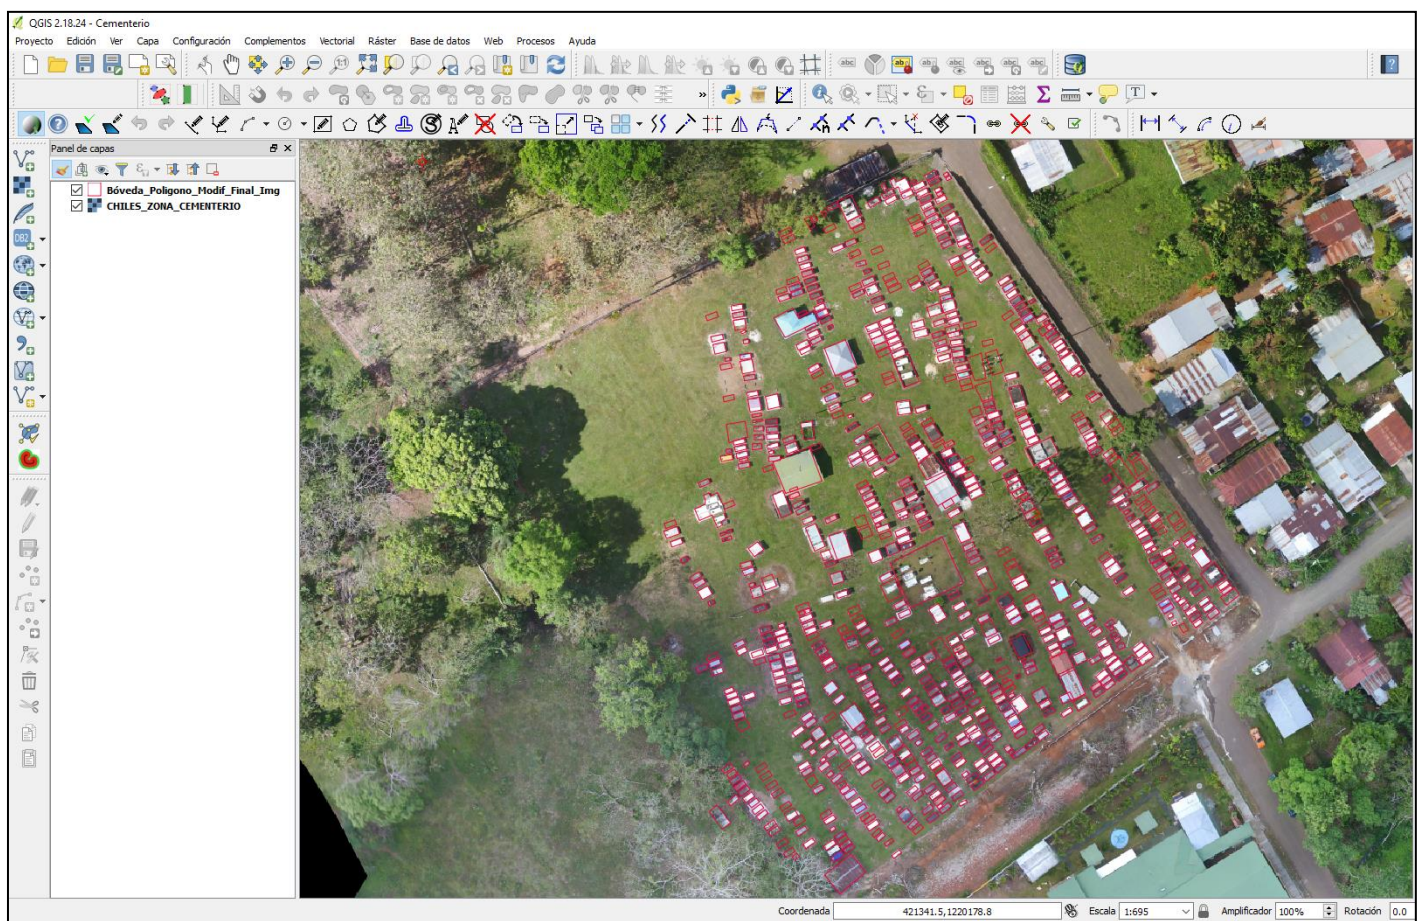 QGIS 2.18.24 - Cementerio
Proyecto Edición Ver Capa Configuración Complementos Vectorial Ráster Base de datos Web Procesos Ayuda
Panel de capas
Bóveda_Poligono_Modif_Final_Img
CHILES_ZONA_CEMENTERIO
Coordenada 421341.5,1220178.8 Escala 1:695 Amplificador 100% Rotación 0.0